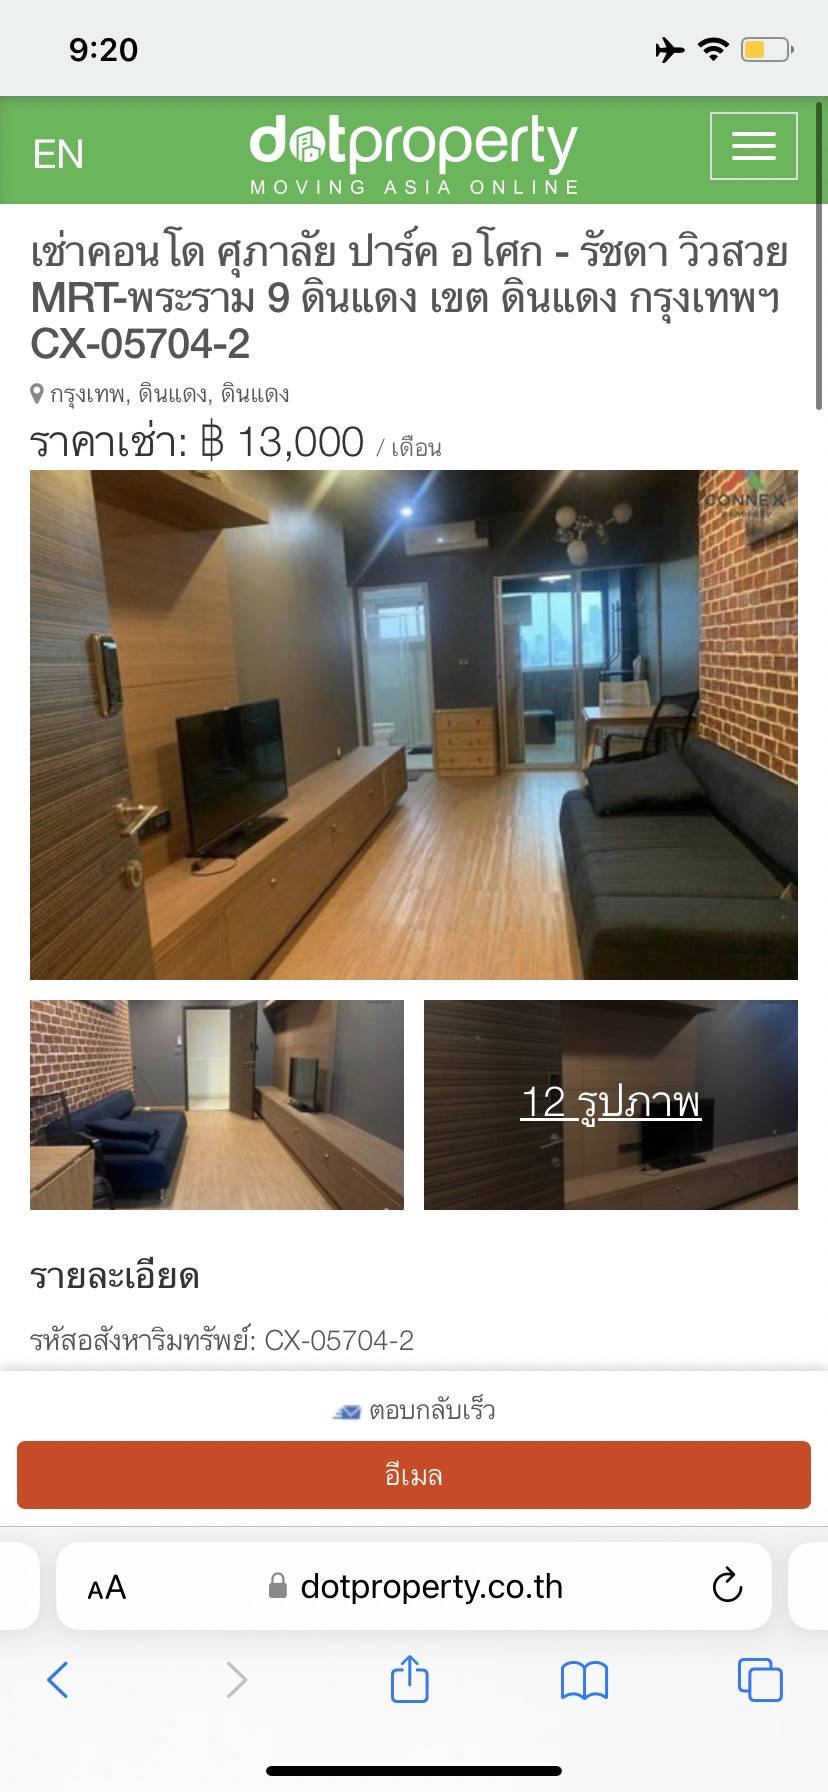 9:20
EN
dotproperty
MOVING ASIA ONLINE
เช่าคอนโด ศุภาลัย ปาร์ค อโศก - รัชดา วิวสวย
MRT-พระราม 9 ดินแดง เขต ดินแดง กรุงเทพฯ
CX-05704-2
กรุงเทพ, ดินแดง, ดินแดง
ราคาเช่า: ฿ 13,000 / เดือน
CONNEX
PROPERTY
12 รูปภาพ
รายละเอียด
รหัสอสังหาริมทรัพย์: CX-05704-2
ตอบกลับเร็ว
อีเมล
AA dotproperty.co.th